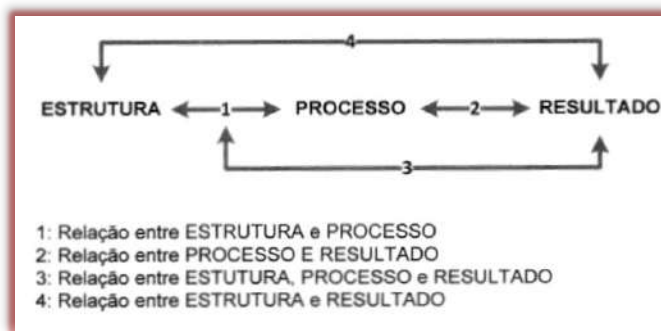 4
ESTRUTURA 1 PROCESSO 2 RESULTADO
3
1: Relação entre ESTRUTURA e PROCESSO
2: Relação entre PROCESSO E RESULTADO
3: Relação entre ESTUTURA, PROCESSO e RESULTADO
4: Relação entre ESTRUTURA e RESULTADO